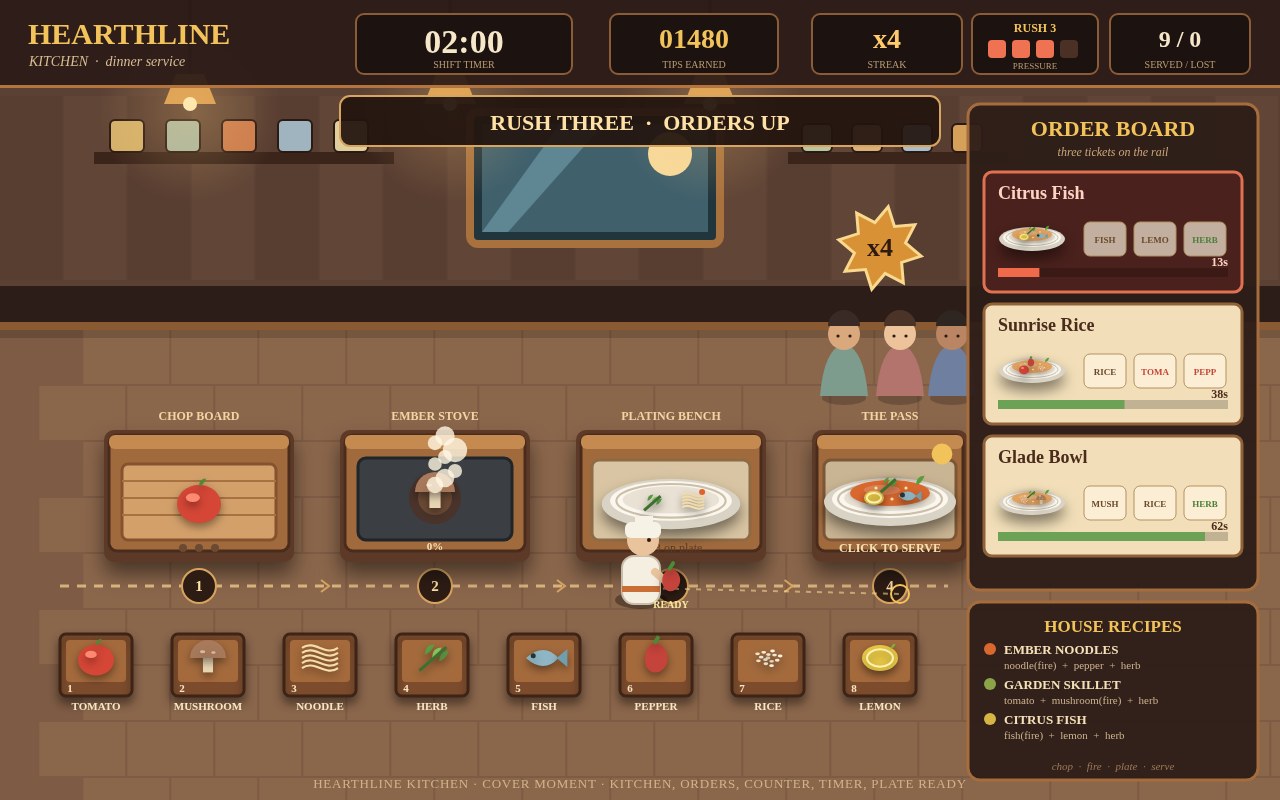 HEARTHLINE
KITCHEN · dinner service
02:00
SHIFT TIMER
01480
TIPS EARNED
x4
STREAK
RUSH 3
PRESSURE
9 / 0
SERVED / LOST
RUSH THREE · ORDERS UP
x4
ORDER BOARD
three tickets on the rail
Citrus Fish
FISH LEMO HERB
13s
Sunrise Rice
RICE TOMA PEPP
38s
Glade Bowl
MUSH RICE HERB
62s
CHOP BOARD
EMBER STOVE
PLATING BENCH
THE PASS
0%
on plate
CLICK TO SERVE
1
2
4
READY
1
TOMATO
2
MUSHROOM
3
NOODLE
4
HERB
5
FISH
6
PEPPER
7
RICE
8
LEMON
HOUSE RECIPES
EMBER NOODLES
noodle(fire) + pepper + herb
GARDEN SKILLET
tomato + mushroom(fire) + herb
CITRUS FISH
fish(fire) + lemon + herb
chop · fire · plate · serve
HEARTHLINE KITCHEN · COVER MOMENT · KITCHEN, ORDERS, COUNTER, TIMER, PLATE READY